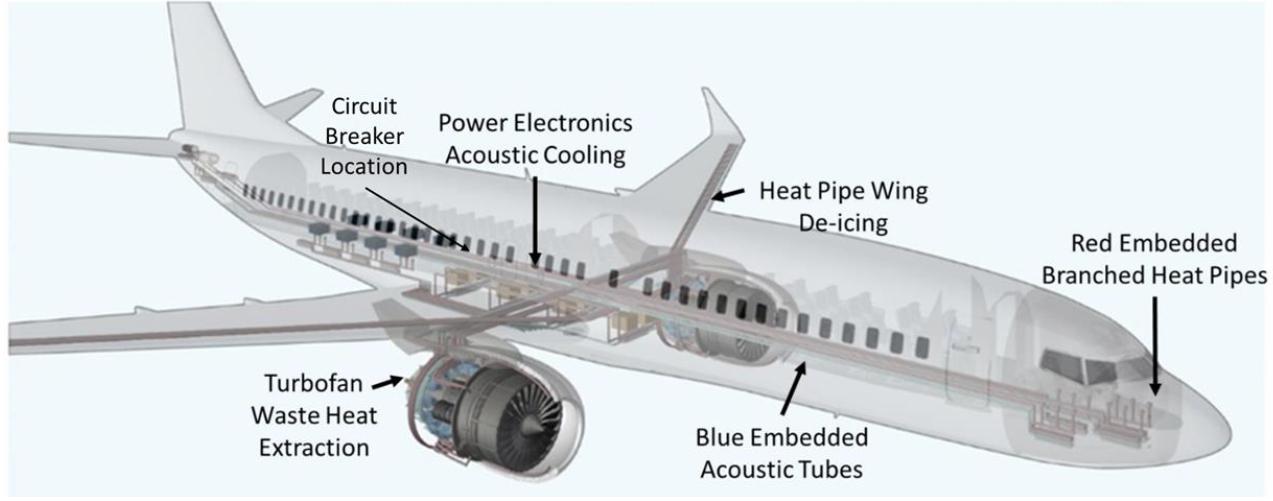 Circuit
Breaker
Location
Power Electronics
Acoustic Cooling
Heat Pipe Wing
De-icing
Red Embedded
Branched Heat Pipes
Turbofan
Waste Heat
Extraction
Blue Embedded
Acoustic Tubes